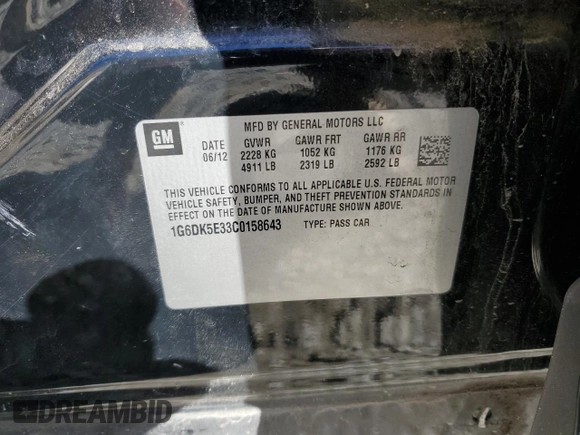 MFD BY GENERAL MOTORS LLC
GM
DATE GVWR GAWR FRT GAWR RR
06/12 2228 KG 1052 KG 1176 KG
4911 LB 2319 LB 2592 LB
THIS VEHICLE CONFORMS TO ALL APPLICABLE U.S. FEDERAL MOTOR
VEHICLE SAFETY, BUMPER, AND THEFT PREVENTION STANDARDS IN
EFFECT ON THE DATE OF MANUFACTURE SHOWN ABOVE.
1G6DK5E33C0158643 TYPE: PASS CAR
DREAMBID